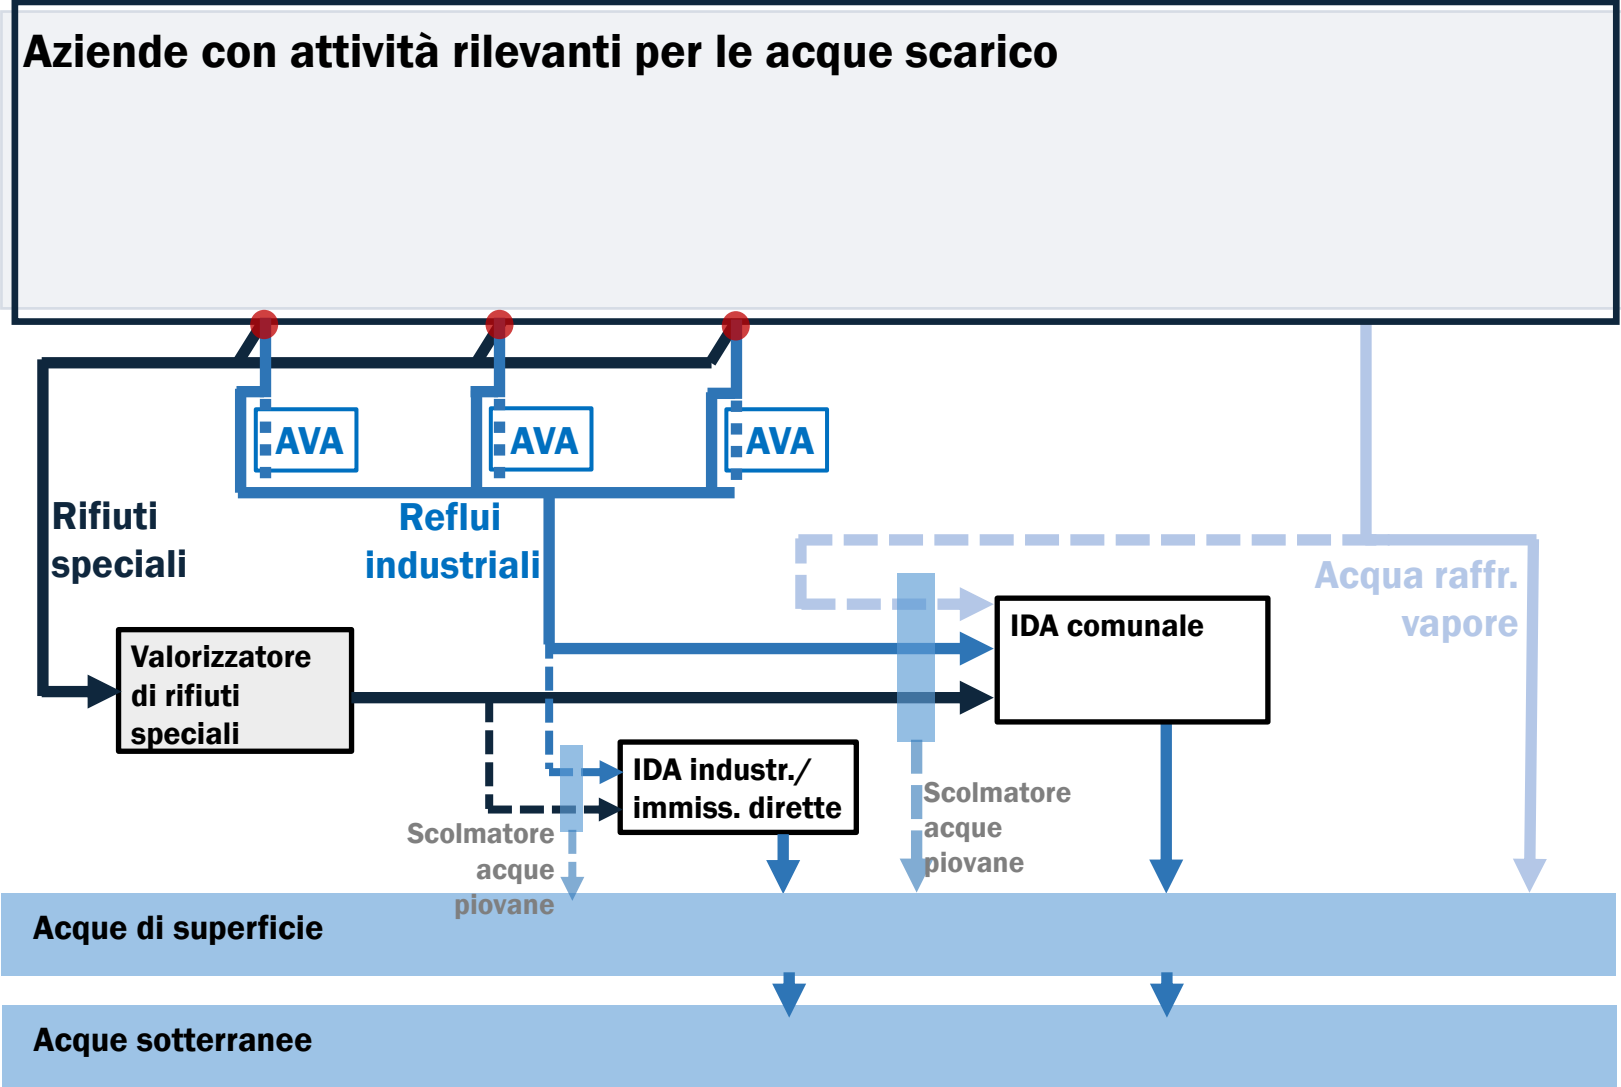 Aziende con attività rilevanti per le acque scarico
AVA
AVA
AVA
Rifiuti
speciali
Reflui
industriali
Acqua raffr.
vapore
IDA comunale
Valorizzatore
di rifiuti
speciali
IDA industr./
immiss. dirette
Scolmatore
acque
piovane
Scolmatore
acque
piovane
Acque di superficie
Acque sotterranee